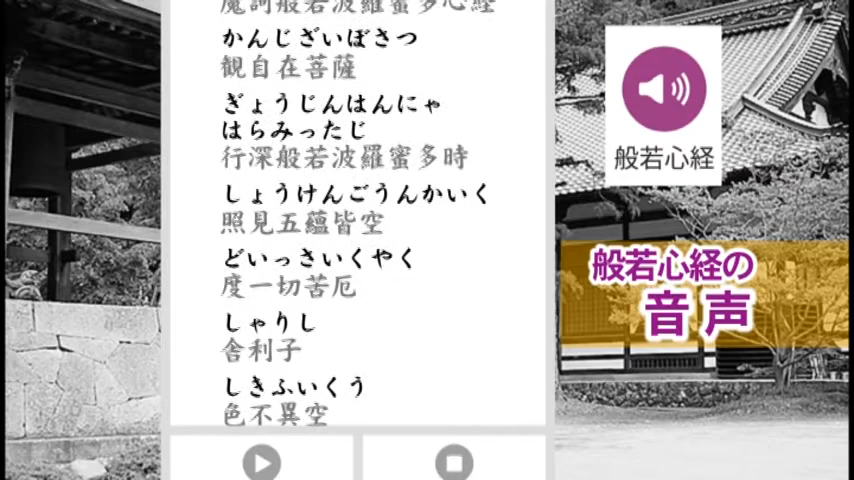 魔訶般若波羅蜜多心経
かんじざいぼさつ
観自在菩薩
ぎょうじんはんにゃ
はらみったじ
行深般若波羅蜜多時
しょうけんごうんかいく
照見五蘊皆空
どいっさいくやく
度一切苦厄
しゃりし
舎利子
しきふいくう
色不異空
般若心経
般若心経の
音声